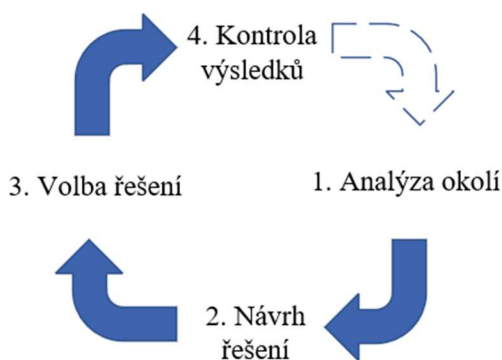 4. Kontrola
výsledků
3. Volba řešení
1. Analýza okolí
2. Návrh
řešení